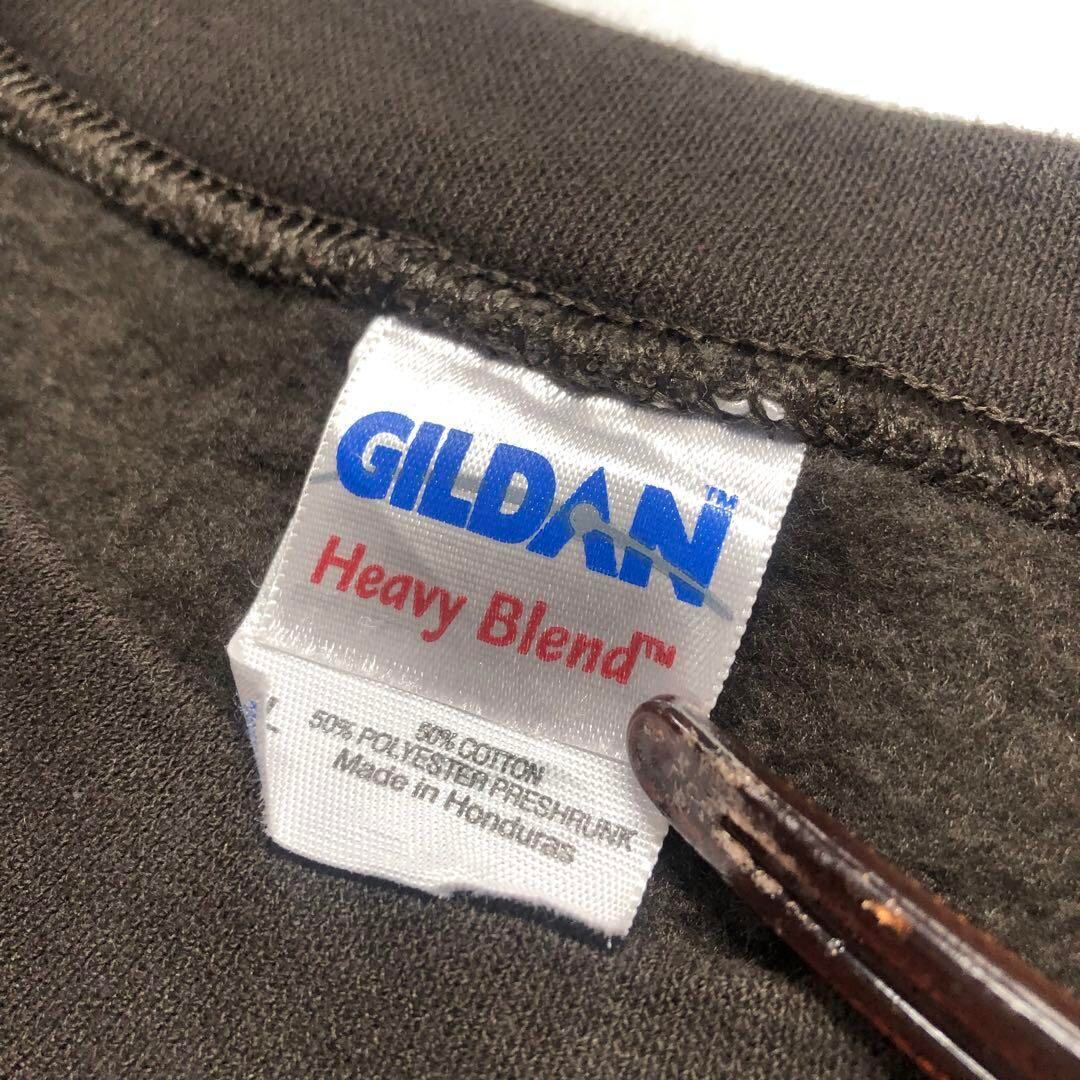 GILDAN™
Heavy Blend™
50% COTTON
50% POLYESTER PRESHRUNK
Made in Honduras